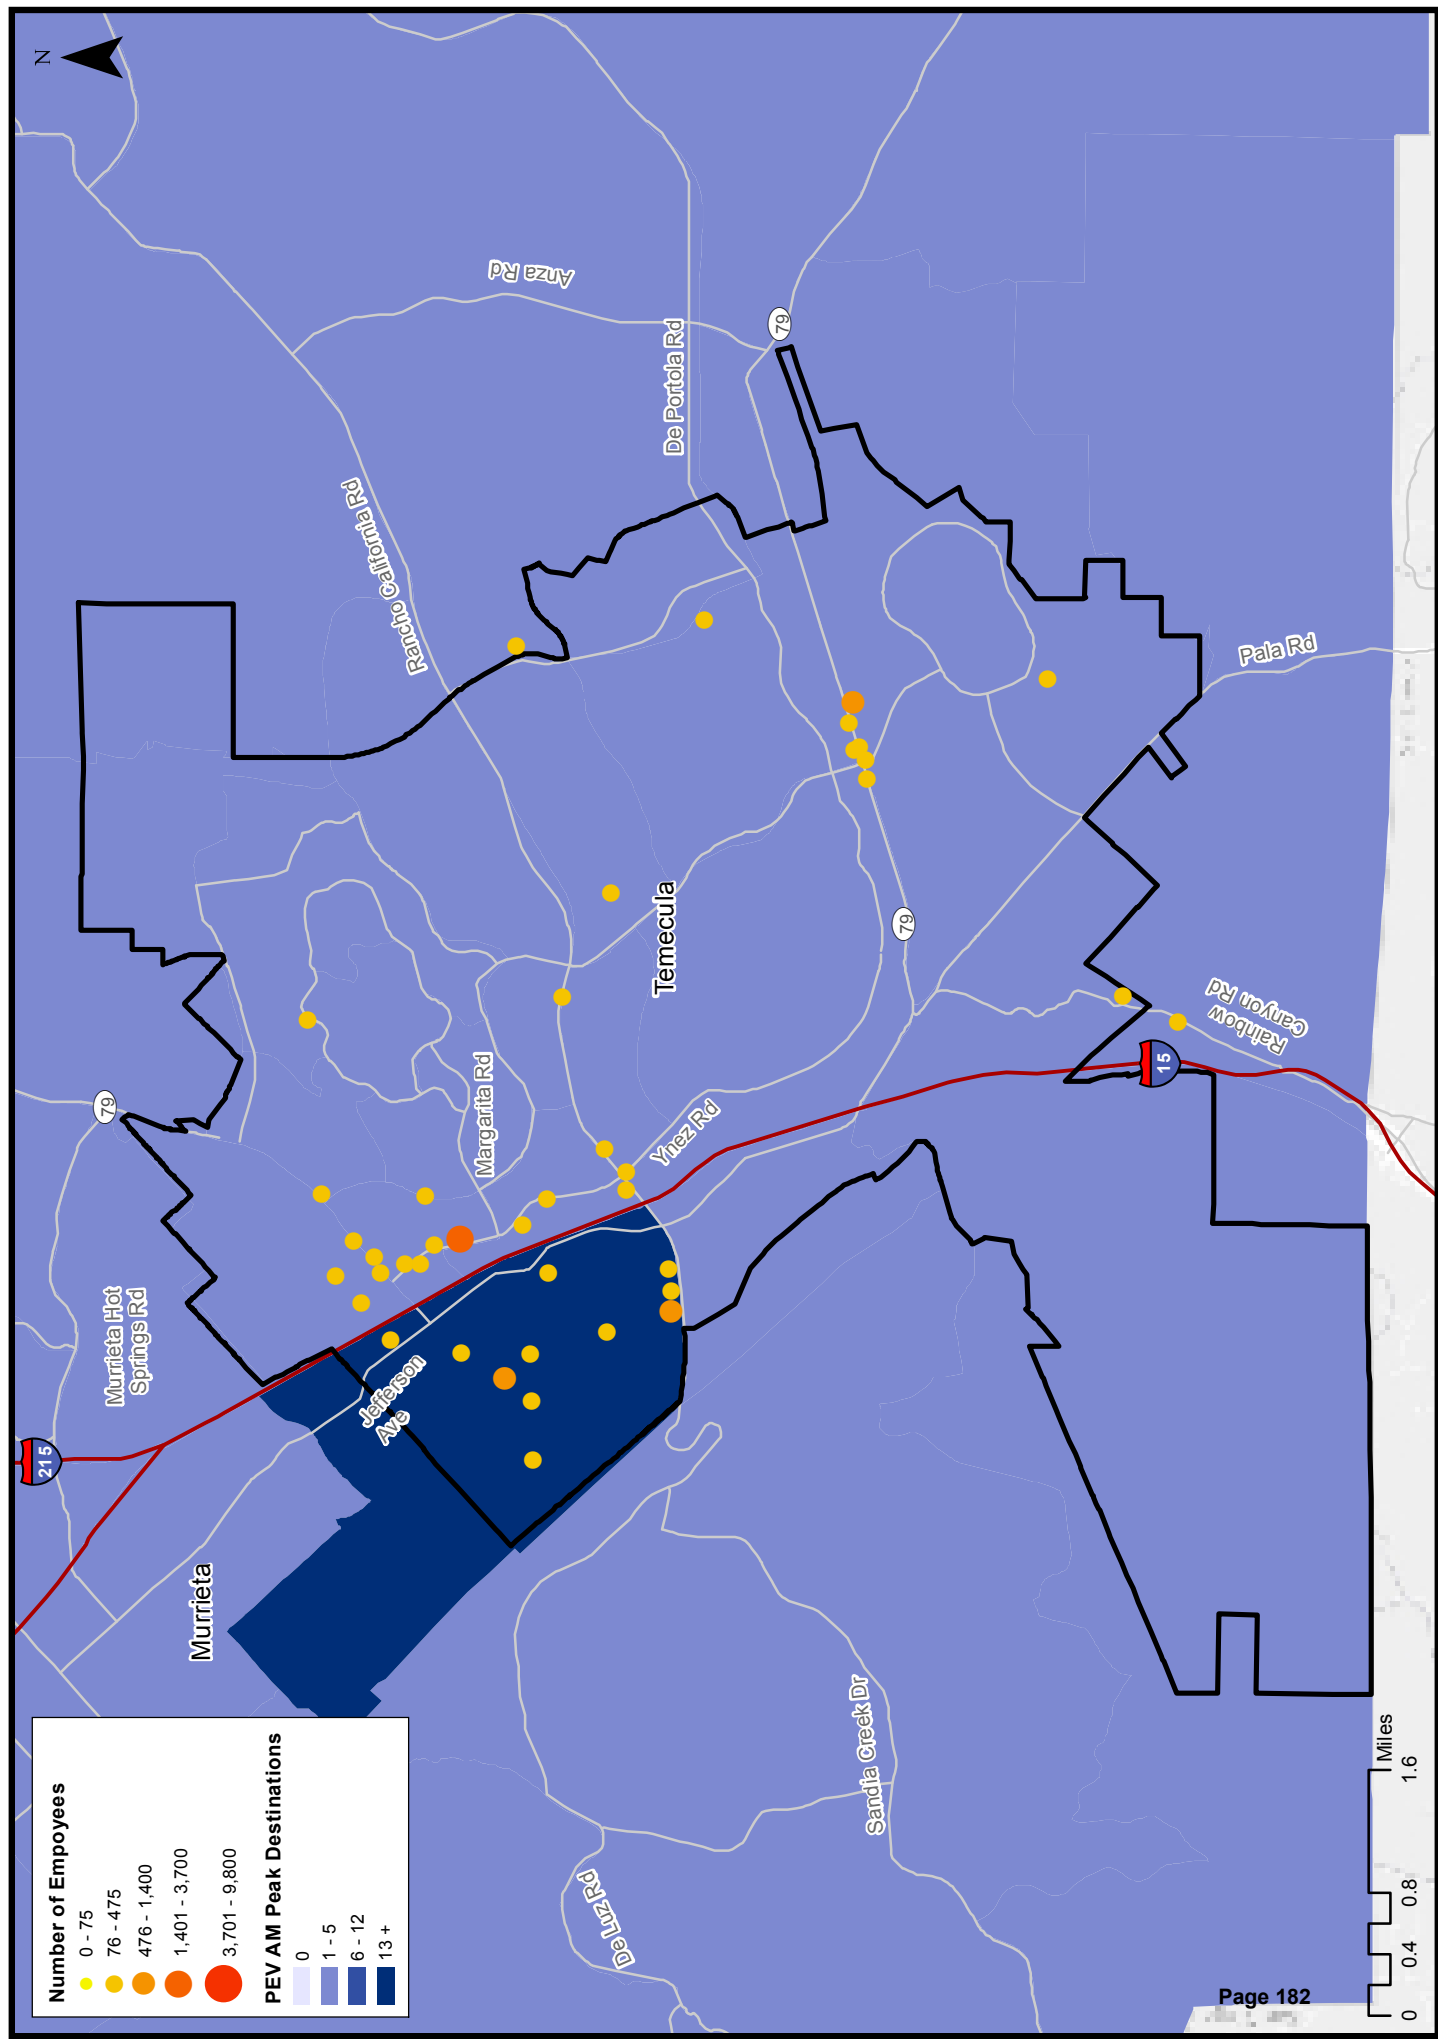 N
Number of Empoyees
0 - 75
76 - 475
476 - 1,400
1,401 - 3,700
3,701 - 9,800
PEV AM Peak Destinations
0
1 - 5
6 - 12
13 +
215
Murrieta Hot
Springs Rd
79
Murrieta
Jefferson
Ave
Margarita Rd
Ynez Rd
Rancho California Rd
Anza Rd
De Portola Rd
79
Temecula
79
Pala Rd
Rainbow
Canyon Rd
15
Sandia Creek Dr
De Luz Rd
0
0.4
0.8
1.6
Miles
Page 182